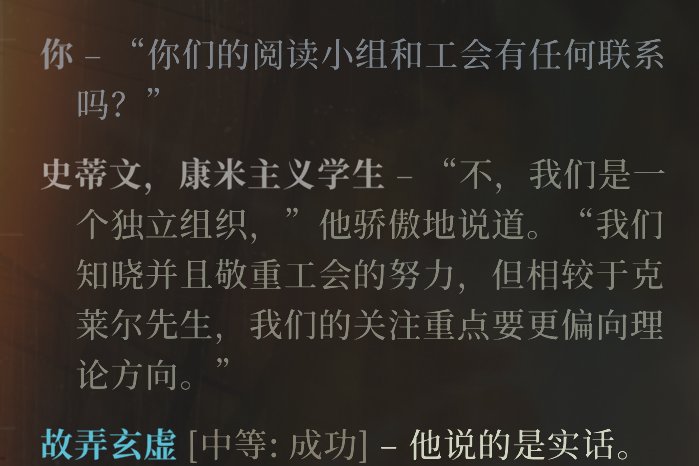 你 – “你们的阅读小组和工会有任何联系
吗？”
史蒂文，康米主义学生 – “不，我们是一
个独立组织，”他骄傲地说道。“我们
知晓并且敬重工会的努力，但相较于克
莱尔先生，我们的关注重点要更偏向理
论方向。”
故弄玄虚 [中等: 成功] – 他说的是实话。